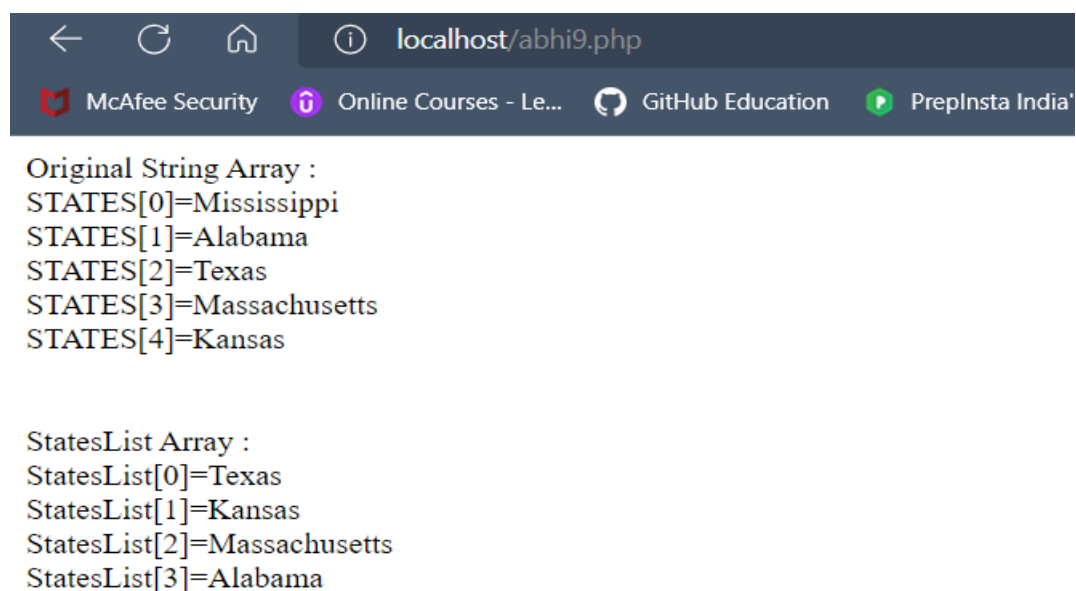 localhost/abhi9.php
McAfee Security Online Courses - Le... GitHub Education PrepInsta India'
Original String Array :
STATES[0]=Mississippi
STATES[1]=Alabama
STATES[2]=Texas
STATES[3]=Massachusetts
STATES[4]=Kansas
StatesList Array :
StatesList[0]=Texas
StatesList[1]=Kansas
StatesList[2]=Massachusetts
StatesList[3]=Alabama